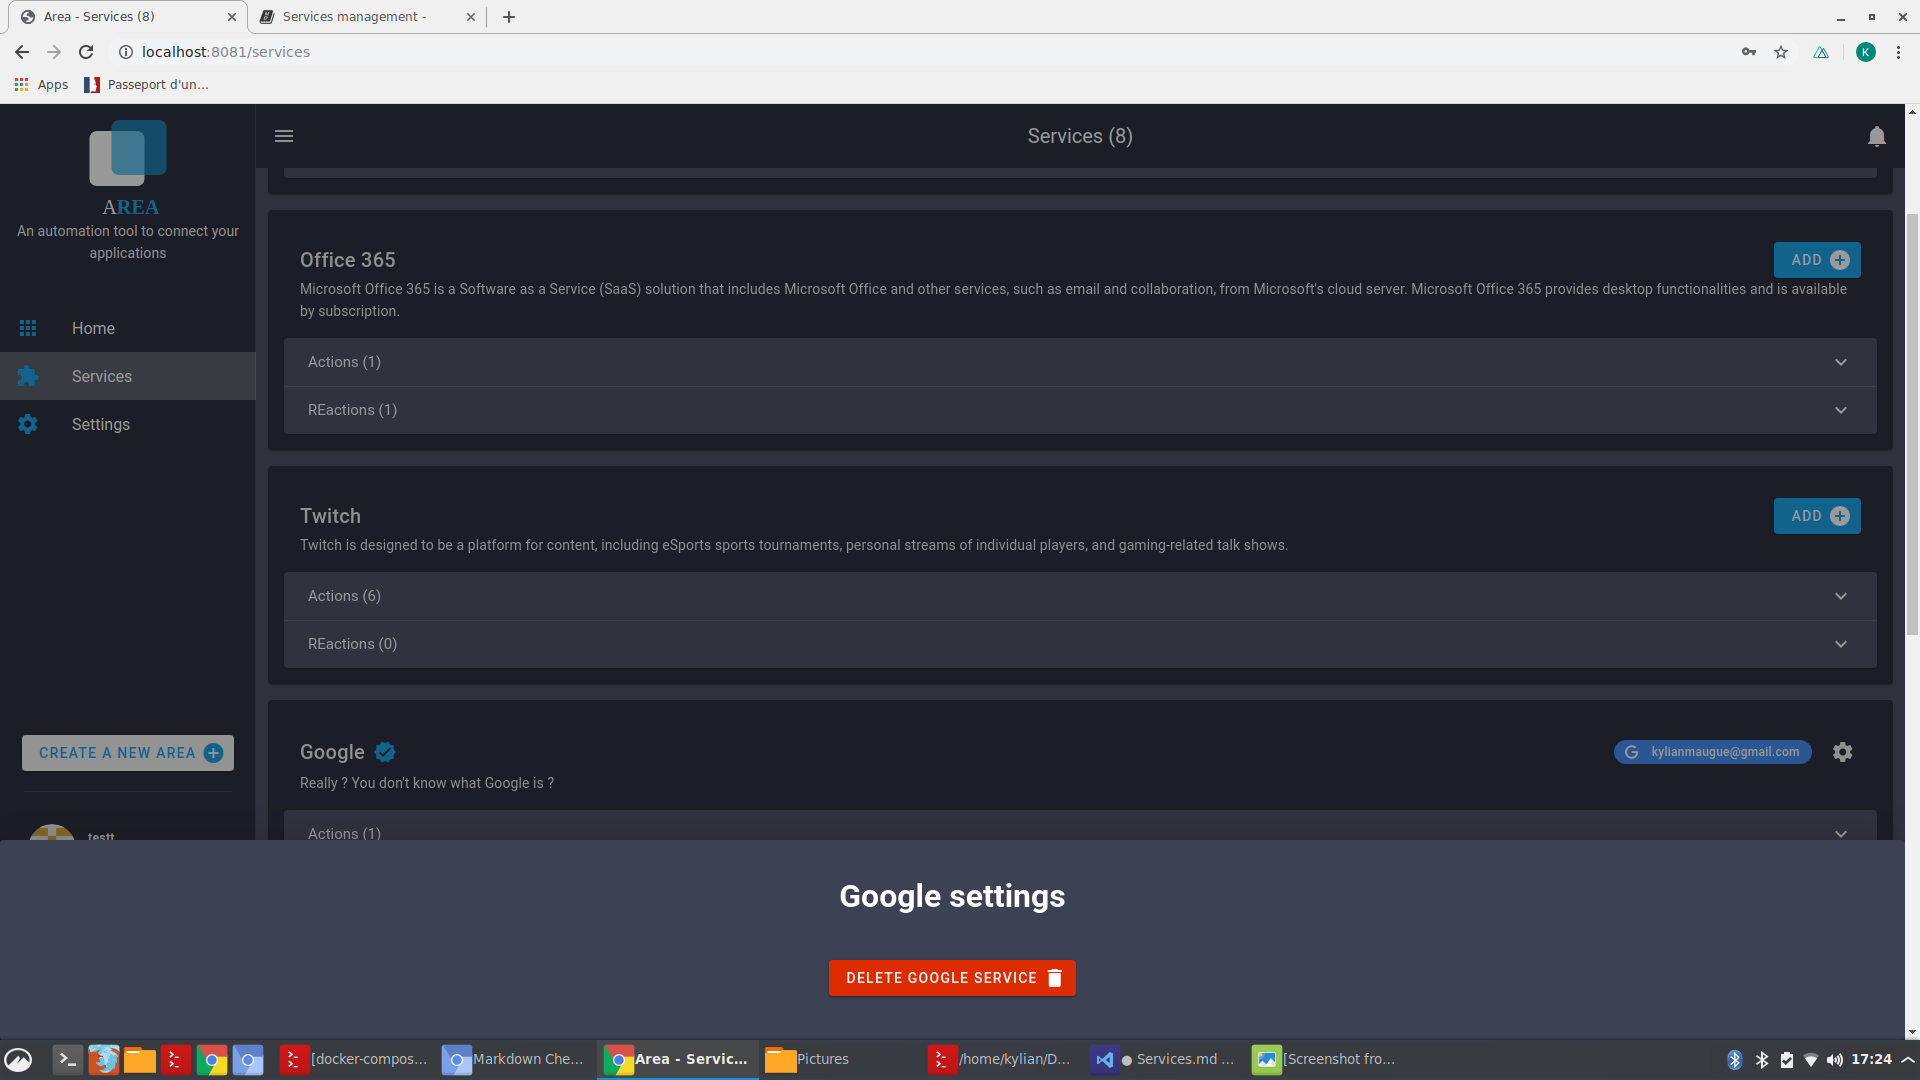 Area - Services (8)
Services management -
localhost:8081/services
K
Apps
Passeport d'un...
AREA
An automation tool to connect your
applications
Home
Services
Settings
CREATE A NEW AREA
testt
Services (8)
Office 365
ADD
Microsoft Office 365 is a Software as a Service (SaaS) solution that includes Microsoft Office and other services, such as email and collaboration, from Microsoft's cloud server. Microsoft Office 365 provides desktop functionalities and is available
by subscription.
Actions (1)
REactions (1)
Twitch
ADD
Twitch is designed to be a platform for content, including eSports sports tournaments, personal streams of individual players, and gaming-related talk shows.
Actions (6)
REactions (0)
Google
G kylianmaugue@gmail.com
Really ? You don't know what Google is ?
Actions (1)
Google settings
DELETE GOOGLE SERVICE
[docker-compos...
Markdown Che...
Area - Servic...
Pictures
/home/kylian/D...
● Services.md ...
[Screenshot fro...
17:24